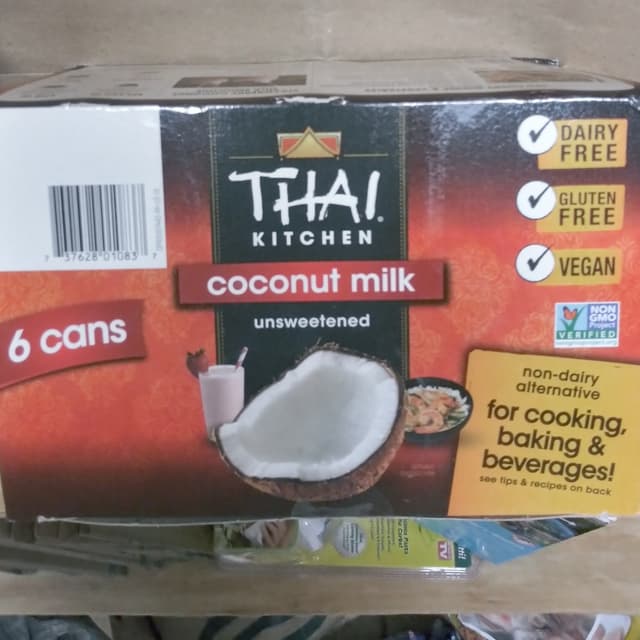 THAI
KITCHEN
coconut milk
unsweetened
6 cans
7 37628 01083 7
DAIRY
FREE
GLUTEN
FREE
VEGAN
NON
GMO
Project
VERIFIED
non-dairy
alternative
for cooking,
baking &
beverages!
see tips & recipes on back